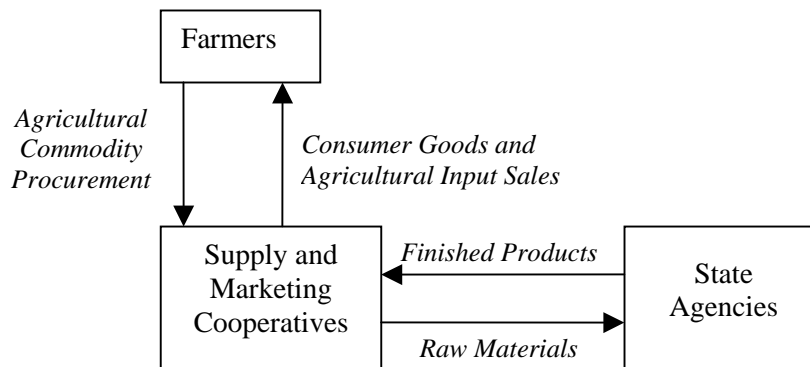 Farmers
Agricultural
Commodity
Procurement
Consumer Goods and
Agricultural Input Sales
Supply and
Marketing
Cooperatives
Finished Products
Raw Materials
State
Agencies